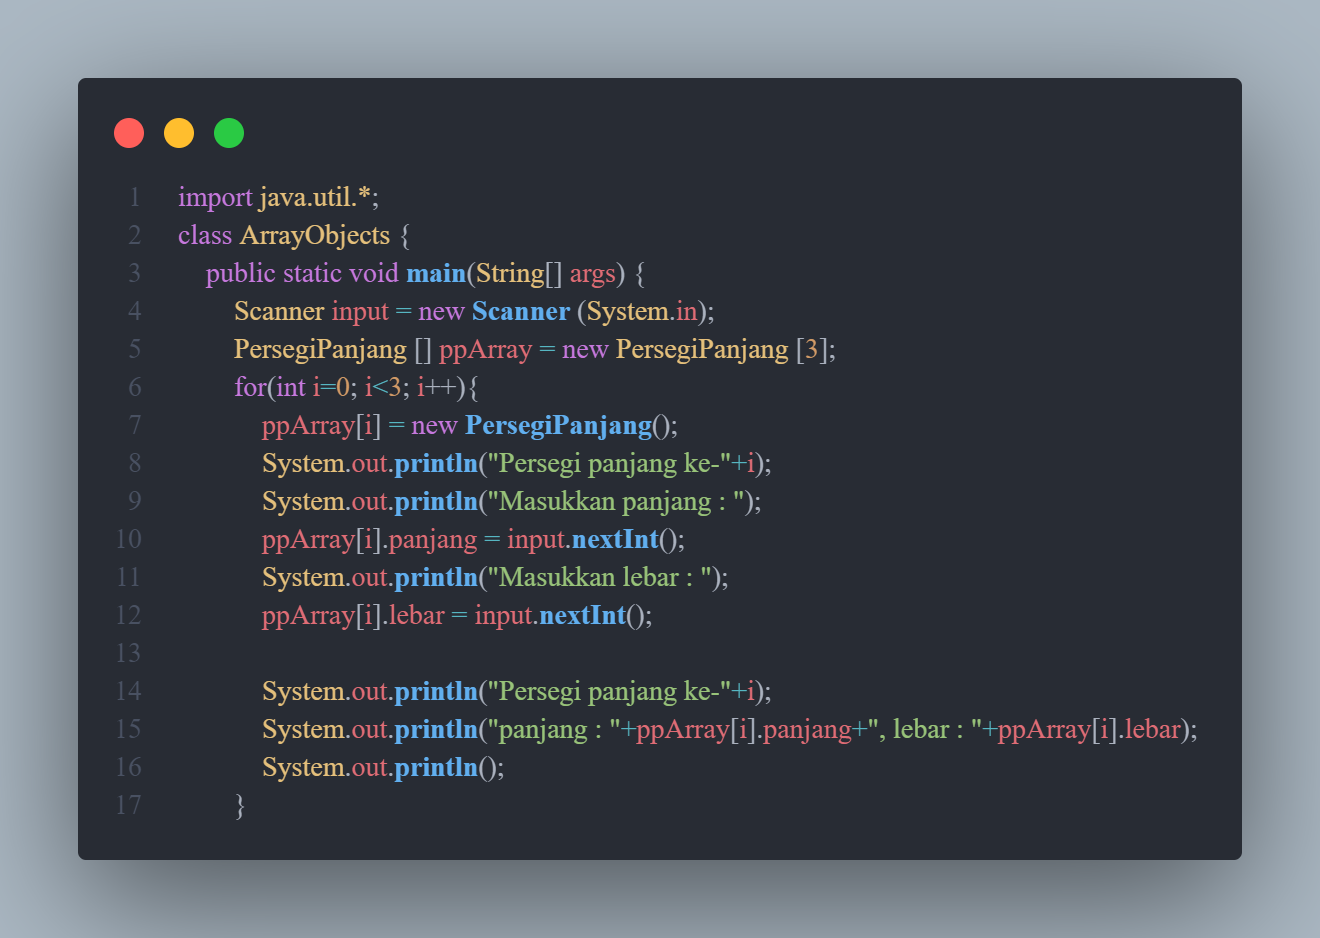 1 import java.util.*;
2 class ArrayObjects {
3 public static void main(String[] args) {
4 Scanner input = new Scanner (System.in);
5 PersegiPanjang [] ppArray = new PersegiPanjang [3];
6 for(int i=0; i<3; i++){
7 ppArray[i] = new PersegiPanjang();
8 System.out.println("Persegi panjang ke-"+i);
9 System.out.println("Masukkan panjang : ");
10 ppArray[i].panjang = input.nextInt();
11 System.out.println("Masukkan lebar : ");
12 ppArray[i].lebar = input.nextInt();
13
14 System.out.println("Persegi panjang ke-"+i);
15 System.out.println("panjang : "+ppArray[i].panjang+", lebar : "+ppArray[i].lebar);
16 System.out.println();
17 }